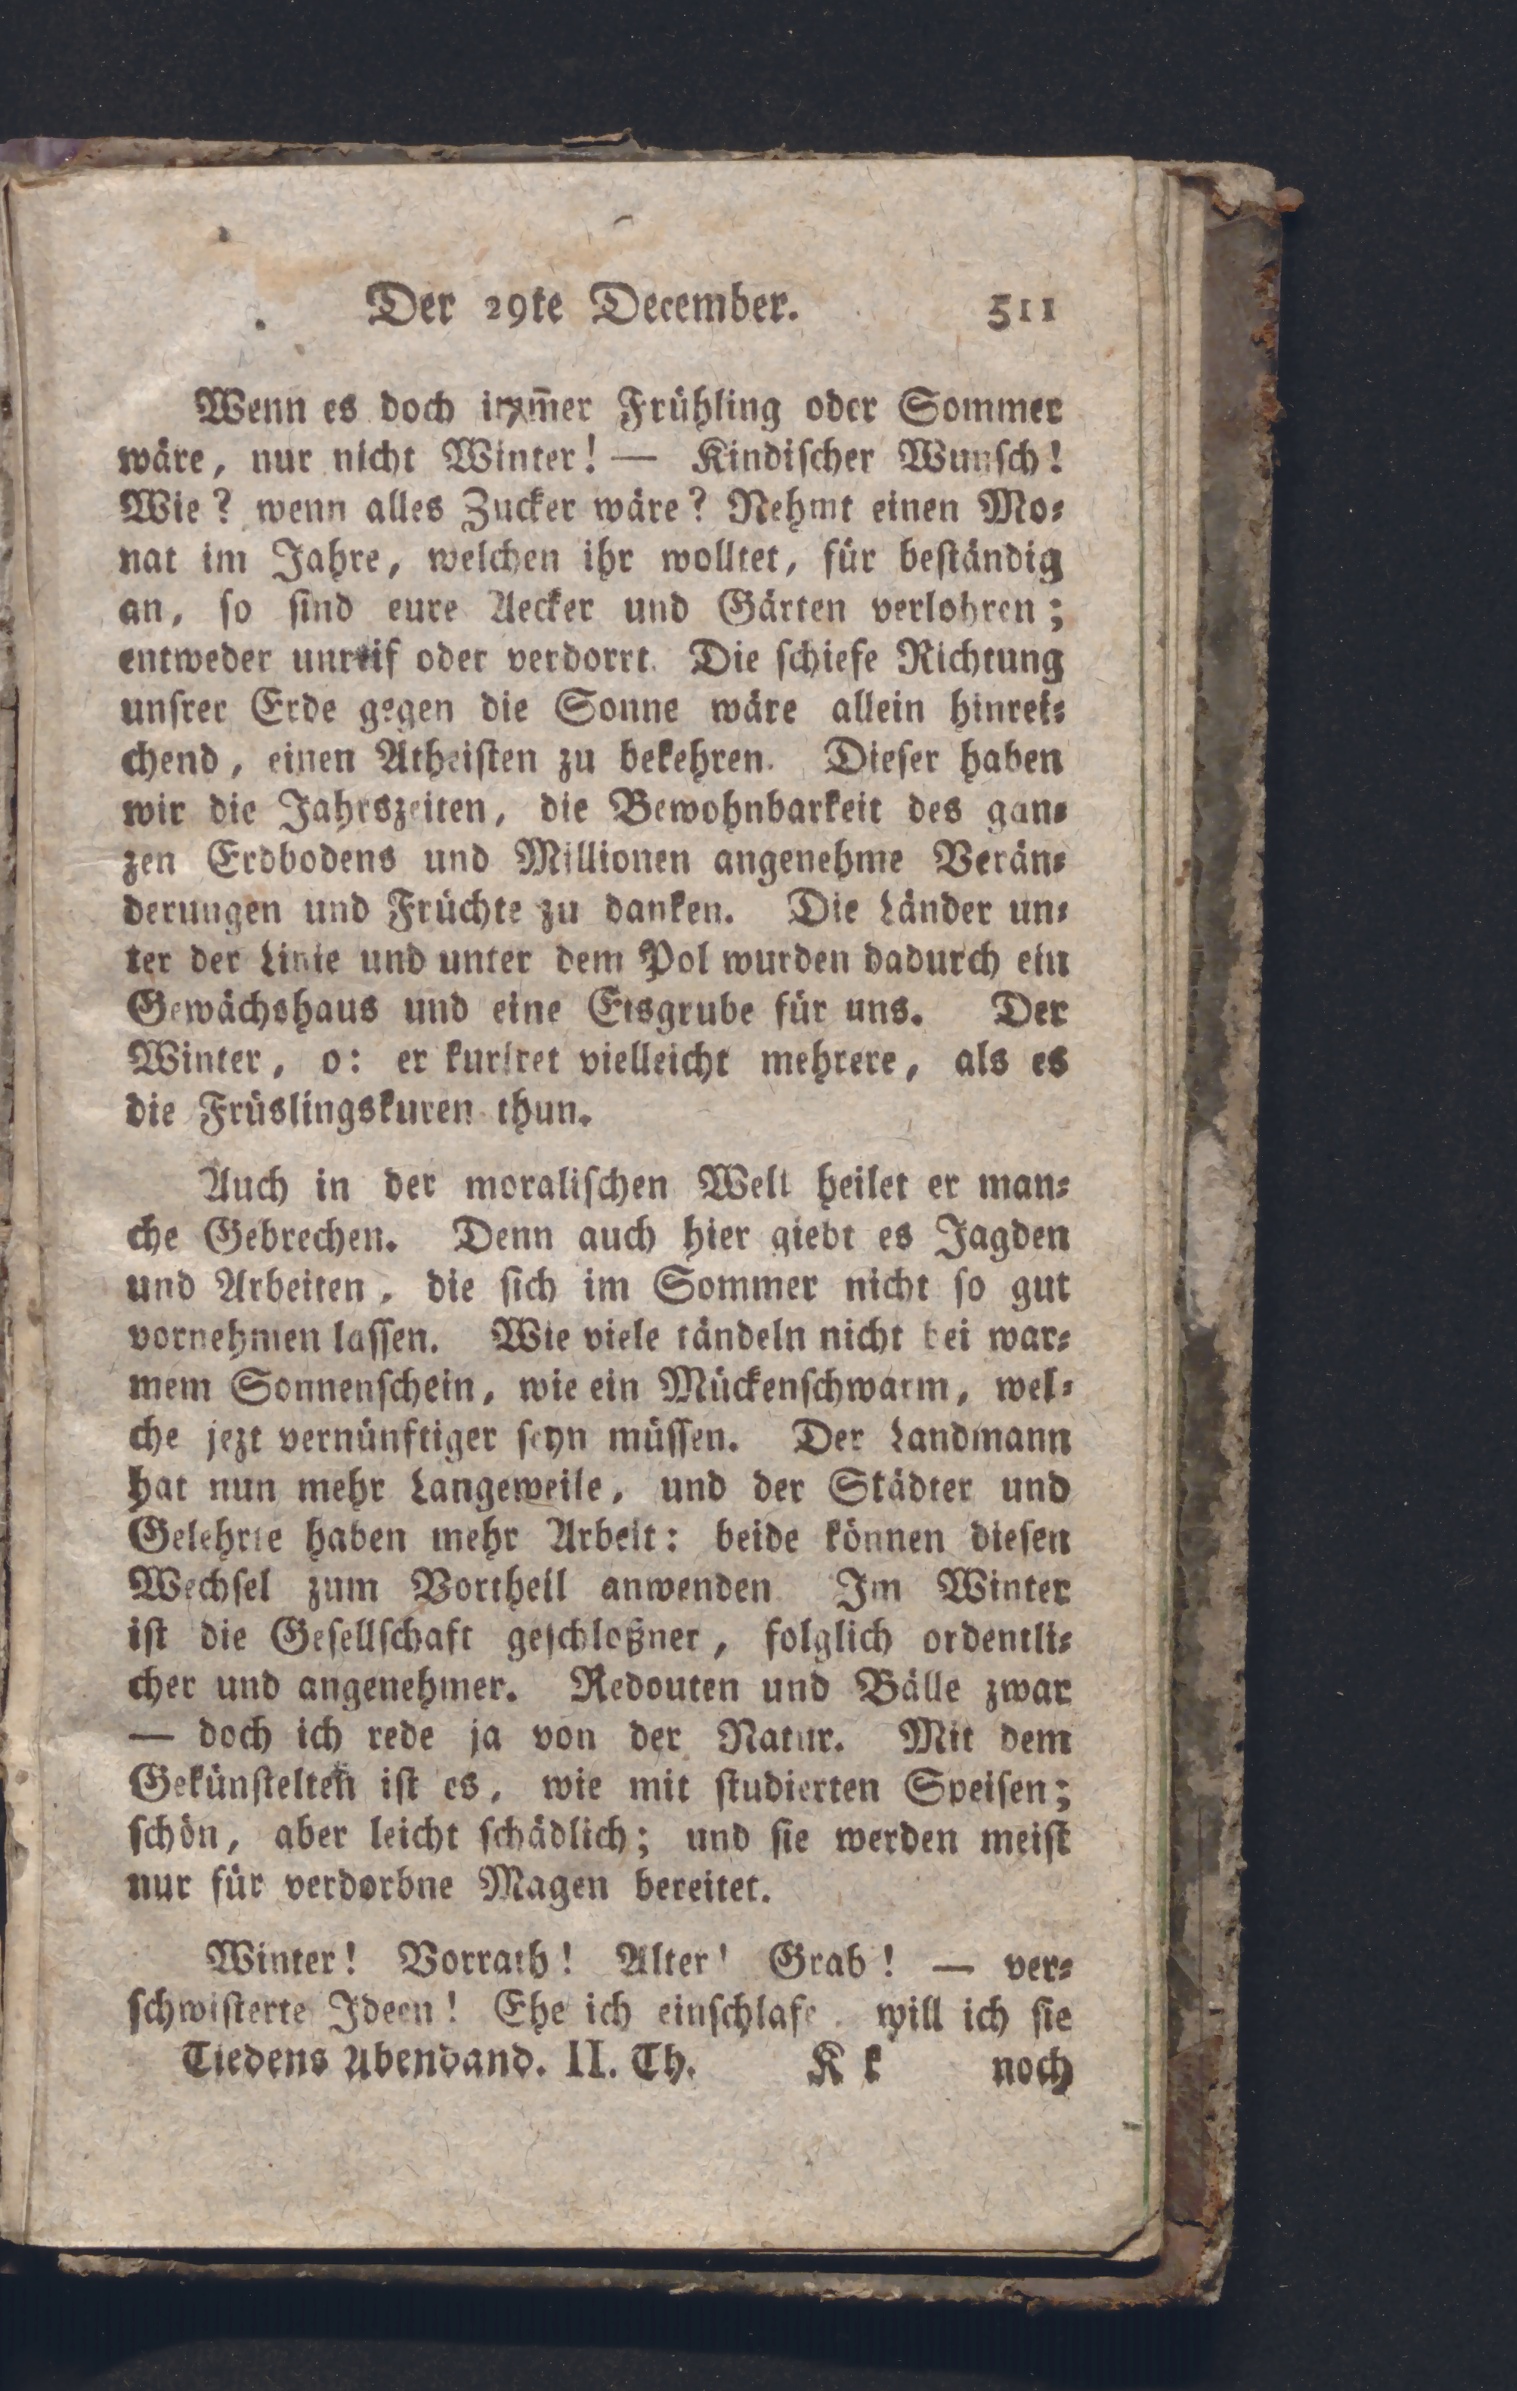 Der 29te December. 511
Wenn es doch im̄er Frühling oder Sommer
wäre, nur nicht Winter! — Kindischer Wunsch!
Wie? wenn alles Zucker wäre? Nehmt einen Mo-
nat im Jahre, welchen ihr wolltet, für beständig
an, so sind eure Aecker und Gärten verlohren;
entweder unreif oder verdorrt. Die schiefe Richtung
unsrer Erde gegen die Sonne wäre allein hinrei-
chend, einen Atheisten zu bekehren. Dieser haben
wir die Jahrszeiten, die Bewohnbarkeit des gan-
zen Erdbodens und Millionen angenehme Verän-
derungen und Früchte zu danken. Die Länder un-
ter der Linie und unter dem Pol wurden dadurch ein
Gewächshaus und eine Eisgrube für uns. Der
Winter, o: er kuriret vielleicht mehrere, als es
die Früslingskuren thun.
Auch in der moralischen Welt heilet er man-
che Gebrechen. Denn auch hier giebt es Jagden
und Arbeiten, die sich im Sommer nicht so gut
vornehmen lassen. Wie viele tändeln nicht bei war-
mem Sonnenschein, wie ein Mückenschwarm, wel-
che jezt vernünftiger seyn müssen. Der Landmann
hat nun mehr Langeweile, und der Städter und
Gelehrte haben mehr Arbeit: beide können diesen
Wechsel zum Vortheil anwenden Im Winter
ist die Gesellschaft geschloßner, folglich ordentli-
cher und angenehmer. Redouten und Bälle zwar
— doch ich rede ja von der Natur. Mit dem
Gekünstelten ist es, wie mit studierten Speisen;
schön, aber leicht schädlich; und sie werden meist
nur für verdorbne Magen bereitet.
Winter! Vorrath! Alter! Grab! — ver-
schwisterte Ideen! Ehe ich einschlafe, will ich sie
Tiedens Abendand. II. Th. K k noch